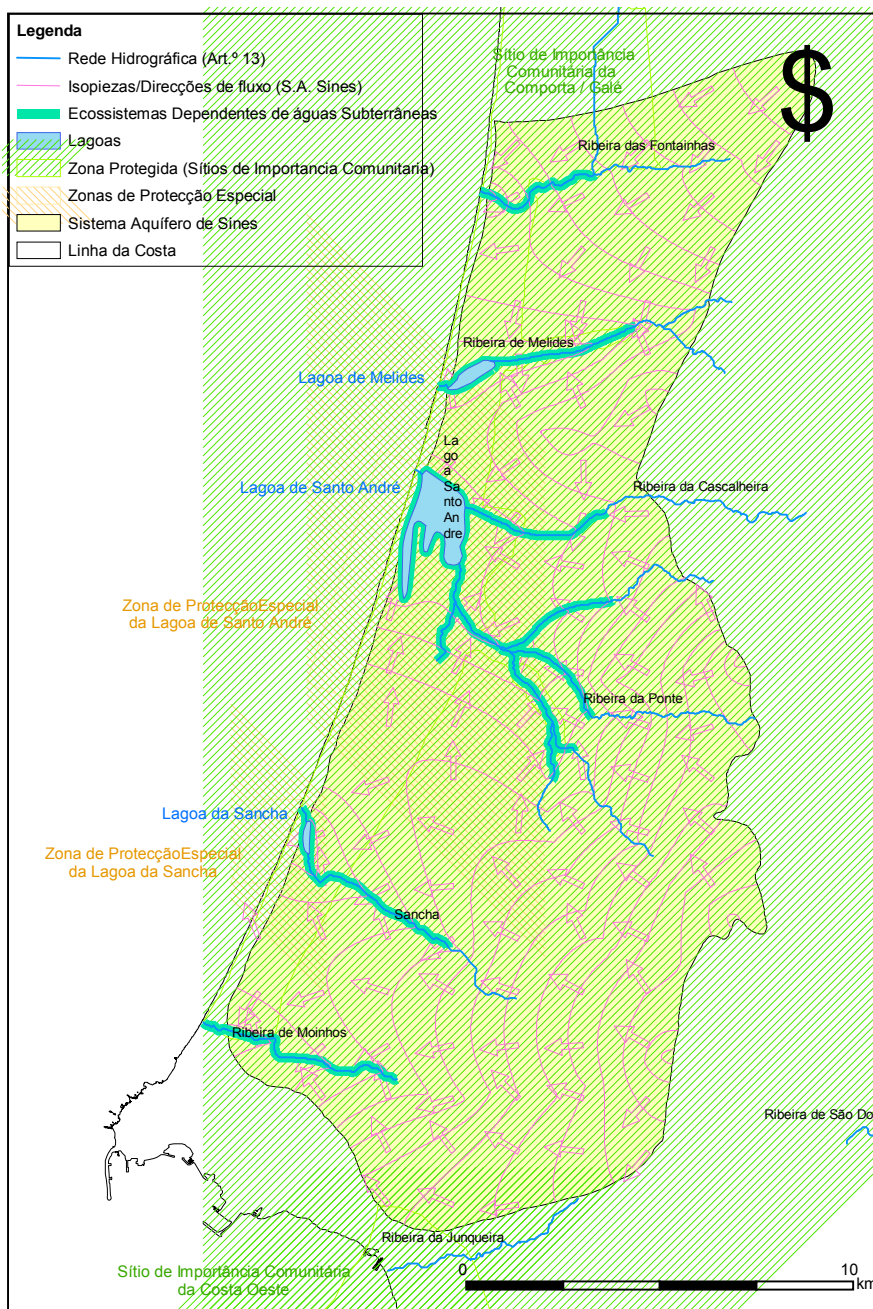 Legenda
Rede Hidrográfica (Art.º 13)
Isopiezas/Direcções de fluxo (S.A. Sines)
Ecossistemas Dependentes de águas Subterrâneas
Lagoas
Zona Protegida (Sítios de Importancia Comunitaria)
Zonas de Protecção Especial
Sistema Aquífero de Sines
Linha da Costa
$
Sítio de Importância
Comunitária da
Comporta / Galé
Ribeira das Fontainhas
Ribeira de Melides
Lagoa de Melides
La
go
a
Sa
nto
An
dre
Lagoa de Santo André
Ribeira da Cascalheira
Zona de ProtecçãoEspecial
da Lagoa de Santo André
Ribeira da Ponte
Lagoa da Sancha
Zona de ProtecçãoEspecial
da Lagoa da Sancha
Sancha
Ribeira de Moinhos
Ribeira de São Do
Ribeira da Junqueira
Sítio de Importância Comunitária
da Costa Oeste
0 10
km